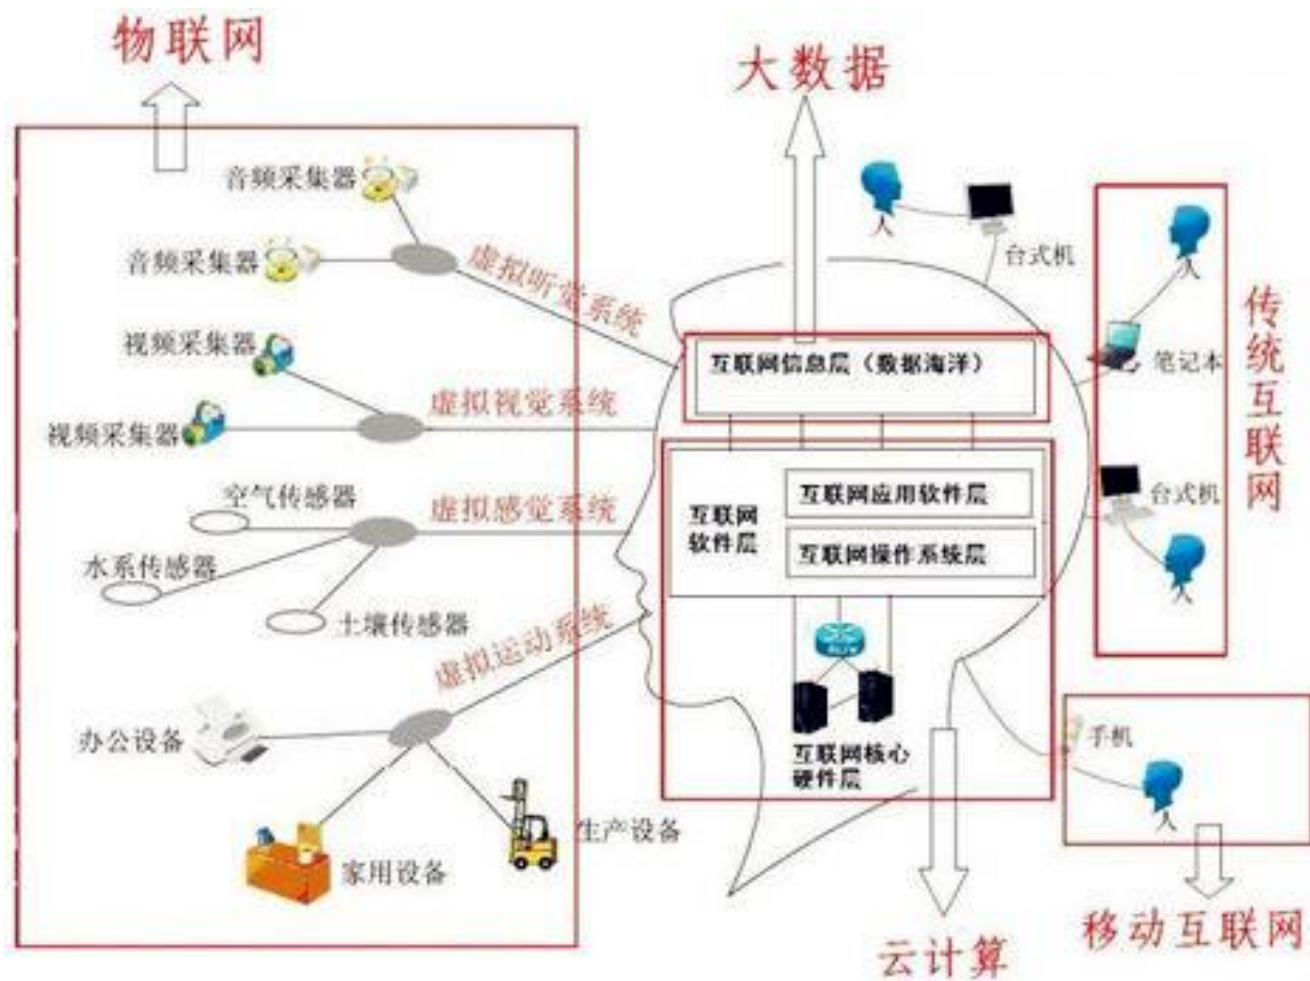 物联网
大数据
音频采集器
音频采集器
虚拟听觉系统
视频采集器
视频采集器
虚拟视觉系统
空气传感器
水系传感器
土壤传感器
虚拟感觉系统
虚拟运动系统
办公设备
家用设备
生产设备
互联网信息层（数据海洋）
互联网
软件层
互联网应用软件层
互联网操作系统层
互联网核心
硬件层
云计算
人
台式机
人
笔记本
台式机
人
传统互联网
手机
人
移动互联网